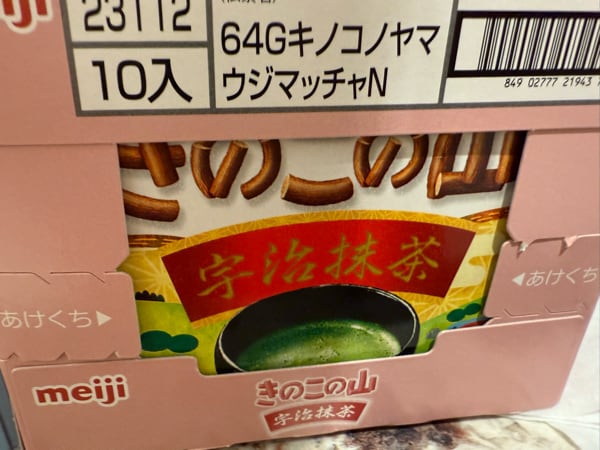 23112
64Gキノコノヤマ
10入
ウジマッチャN
849 02777 21943
きのこの山
宇治抹茶
あけくち▶
◀あけくち
meiji
きのこの山
宇治抹茶